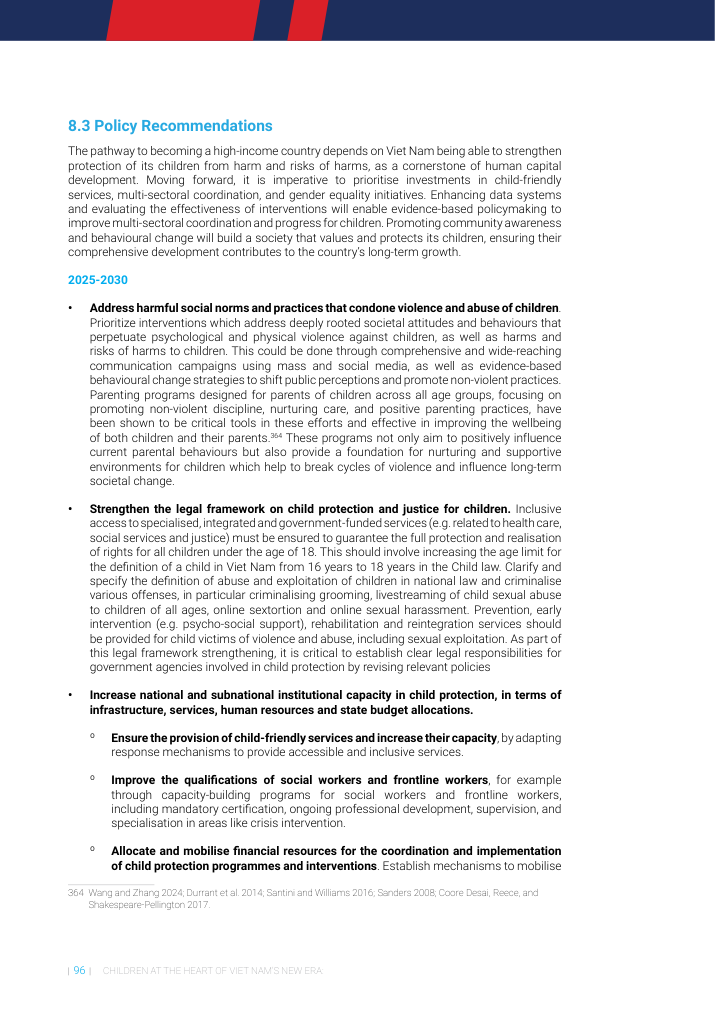 8.3 Policy Recommendations
The pathway to becoming a high-income country depends on Viet Nam being able to strengthen
protection of its children from harm and risks of harms, as a cornerstone of human capital
development. Moving forward, it is imperative to prioritise investments in child-friendly
services, multi-sectoral coordination, and gender equality initiatives. Enhancing data systems
and evaluating the effectiveness of interventions will enable evidence-based policymaking to
improve multi-sectoral coordination and progress for children. Promoting community awareness
and behavioural change will build a society that values and protects its children, ensuring their
comprehensive development contributes to the country's long-term growth.
2025-2030
• Address harmful social norms and practices that condone violence and abuse of children.
Prioritize interventions which address deeply rooted societal attitudes and behaviours that
perpetuate psychological and physical violence against children, as well as harms and
risks of harms to children. This could be done through comprehensive and wide-reaching
communication campaigns using mass and social media, as well as evidence-based
behavioural change strategies to shift public perceptions and promote non-violent practices.
Parenting programs designed for parents of children across all age groups, focusing on
promoting non-violent discipline, nurturing care, and positive parenting practices, have
been shown to be critical tools in these efforts and effective in improving the wellbeing
of both children and their parents.364 These programs not only aim to positively influence
current parental behaviours but also provide a foundation for nurturing and supportive
environments for children which help to break cycles of violence and influence long-term
societal change.
• Strengthen the legal framework on child protection and justice for children. Inclusive
access to specialised, integrated and government-funded services (e.g. related to health care,
social services and justice) must be ensured to guarantee the full protection and realisation
of rights for all children under the age of 18. This should involve increasing the age limit for
the definition of a child in Viet Nam from 16 years to 18 years in the Child law. Clarify and
specify the definition of abuse and exploitation of children in national law and criminalise
various offenses, in particular criminalising grooming, livestreaming of child sexual abuse
to children of all ages, online sextortion and online sexual harassment. Prevention, early
intervention (e.g. psycho-social support), rehabilitation and reintegration services should
be provided for child victims of violence and abuse, including sexual exploitation. As part of
this legal framework strengthening, it is critical to establish clear legal responsibilities for
government agencies involved in child protection by revising relevant policies
• Increase national and subnational institutional capacity in child protection, in terms of
infrastructure, services, human resources and state budget allocations.
o Ensure the provision of child-friendly services and increase their capacity, by adapting
response mechanisms to provide accessible and inclusive services.
o Improve the qualifications of social workers and frontline workers, for example
through capacity-building programs for social workers and frontline workers,
including mandatory certification, ongoing professional development, supervision, and
specialisation in areas like crisis intervention.
o Allocate and mobilise financial resources for the coordination and implementation
of child protection programmes and interventions. Establish mechanisms to mobilise
364 Wang and Zhang 2024; Durrant et al. 2014; Santini and Williams 2016; Sanders 2008; Coore Desai, Reece, and
Shakespeare-Pellington 2017.
| 96 | CHILDREN AT THE HEART OF VIET NAM'S NEW ERA